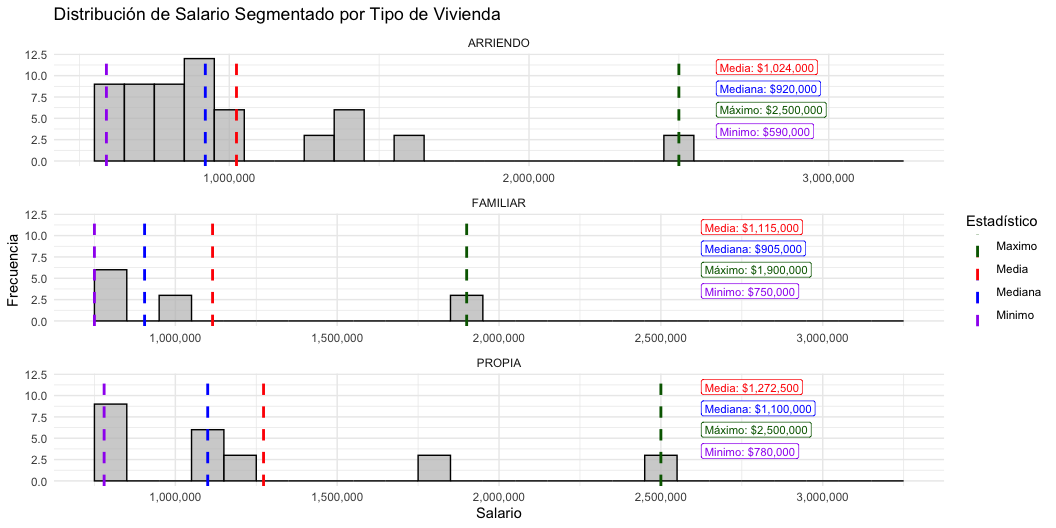 Distribución de Salario Segmentado por Tipo de Vivienda
ARRIENDO
12.5
10.0
7.5
5.0
2.5
0.0
Media: $1,024,000
Mediana: $920,000
Máximo: $2,500,000
Minimo: $590,000
1,000,000
2,000,000
3,000,000
FAMILIAR
12.5
10.0
7.5
5.0
2.5
0.0
Media: $1,115,000
Mediana: $905,000
Máximo: $1,900,000
Minimo: $750,000
1,000,000
1,500,000
2,000,000
2,500,000
3,000,000
Frecuencia
PROPIA
12.5
10.0
7.5
5.0
2.5
0.0
Media: $1,272,500
Mediana: $1,100,000
Máximo: $2,500,000
Minimo: $780,000
1,000,000
1,500,000
2,000,000
2,500,000
3,000,000
Salario
Estadístico
Maximo
Media
Mediana
Minimo